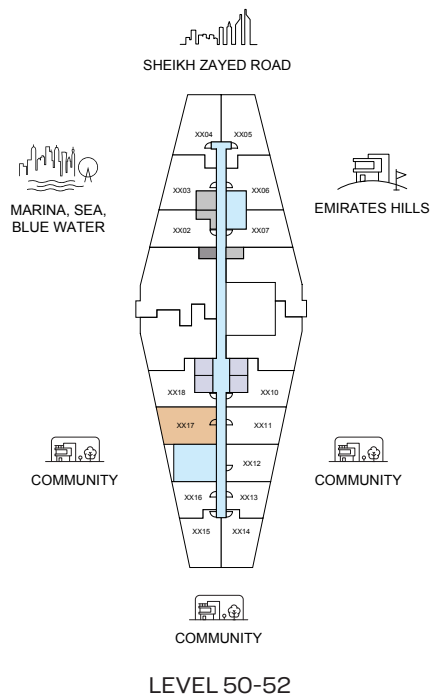 SHEIKH ZAYED ROAD
MARINA, SEA,
BLUE WATER
EMIRATES HILLS
XX04 XX05
XX03 XX06
XX02 XX07
XX18 XX10
XX17 XX11
XX12
XX16 XX13
XX15 XX14
COMMUNITY
COMMUNITY
COMMUNITY
LEVEL 50-52